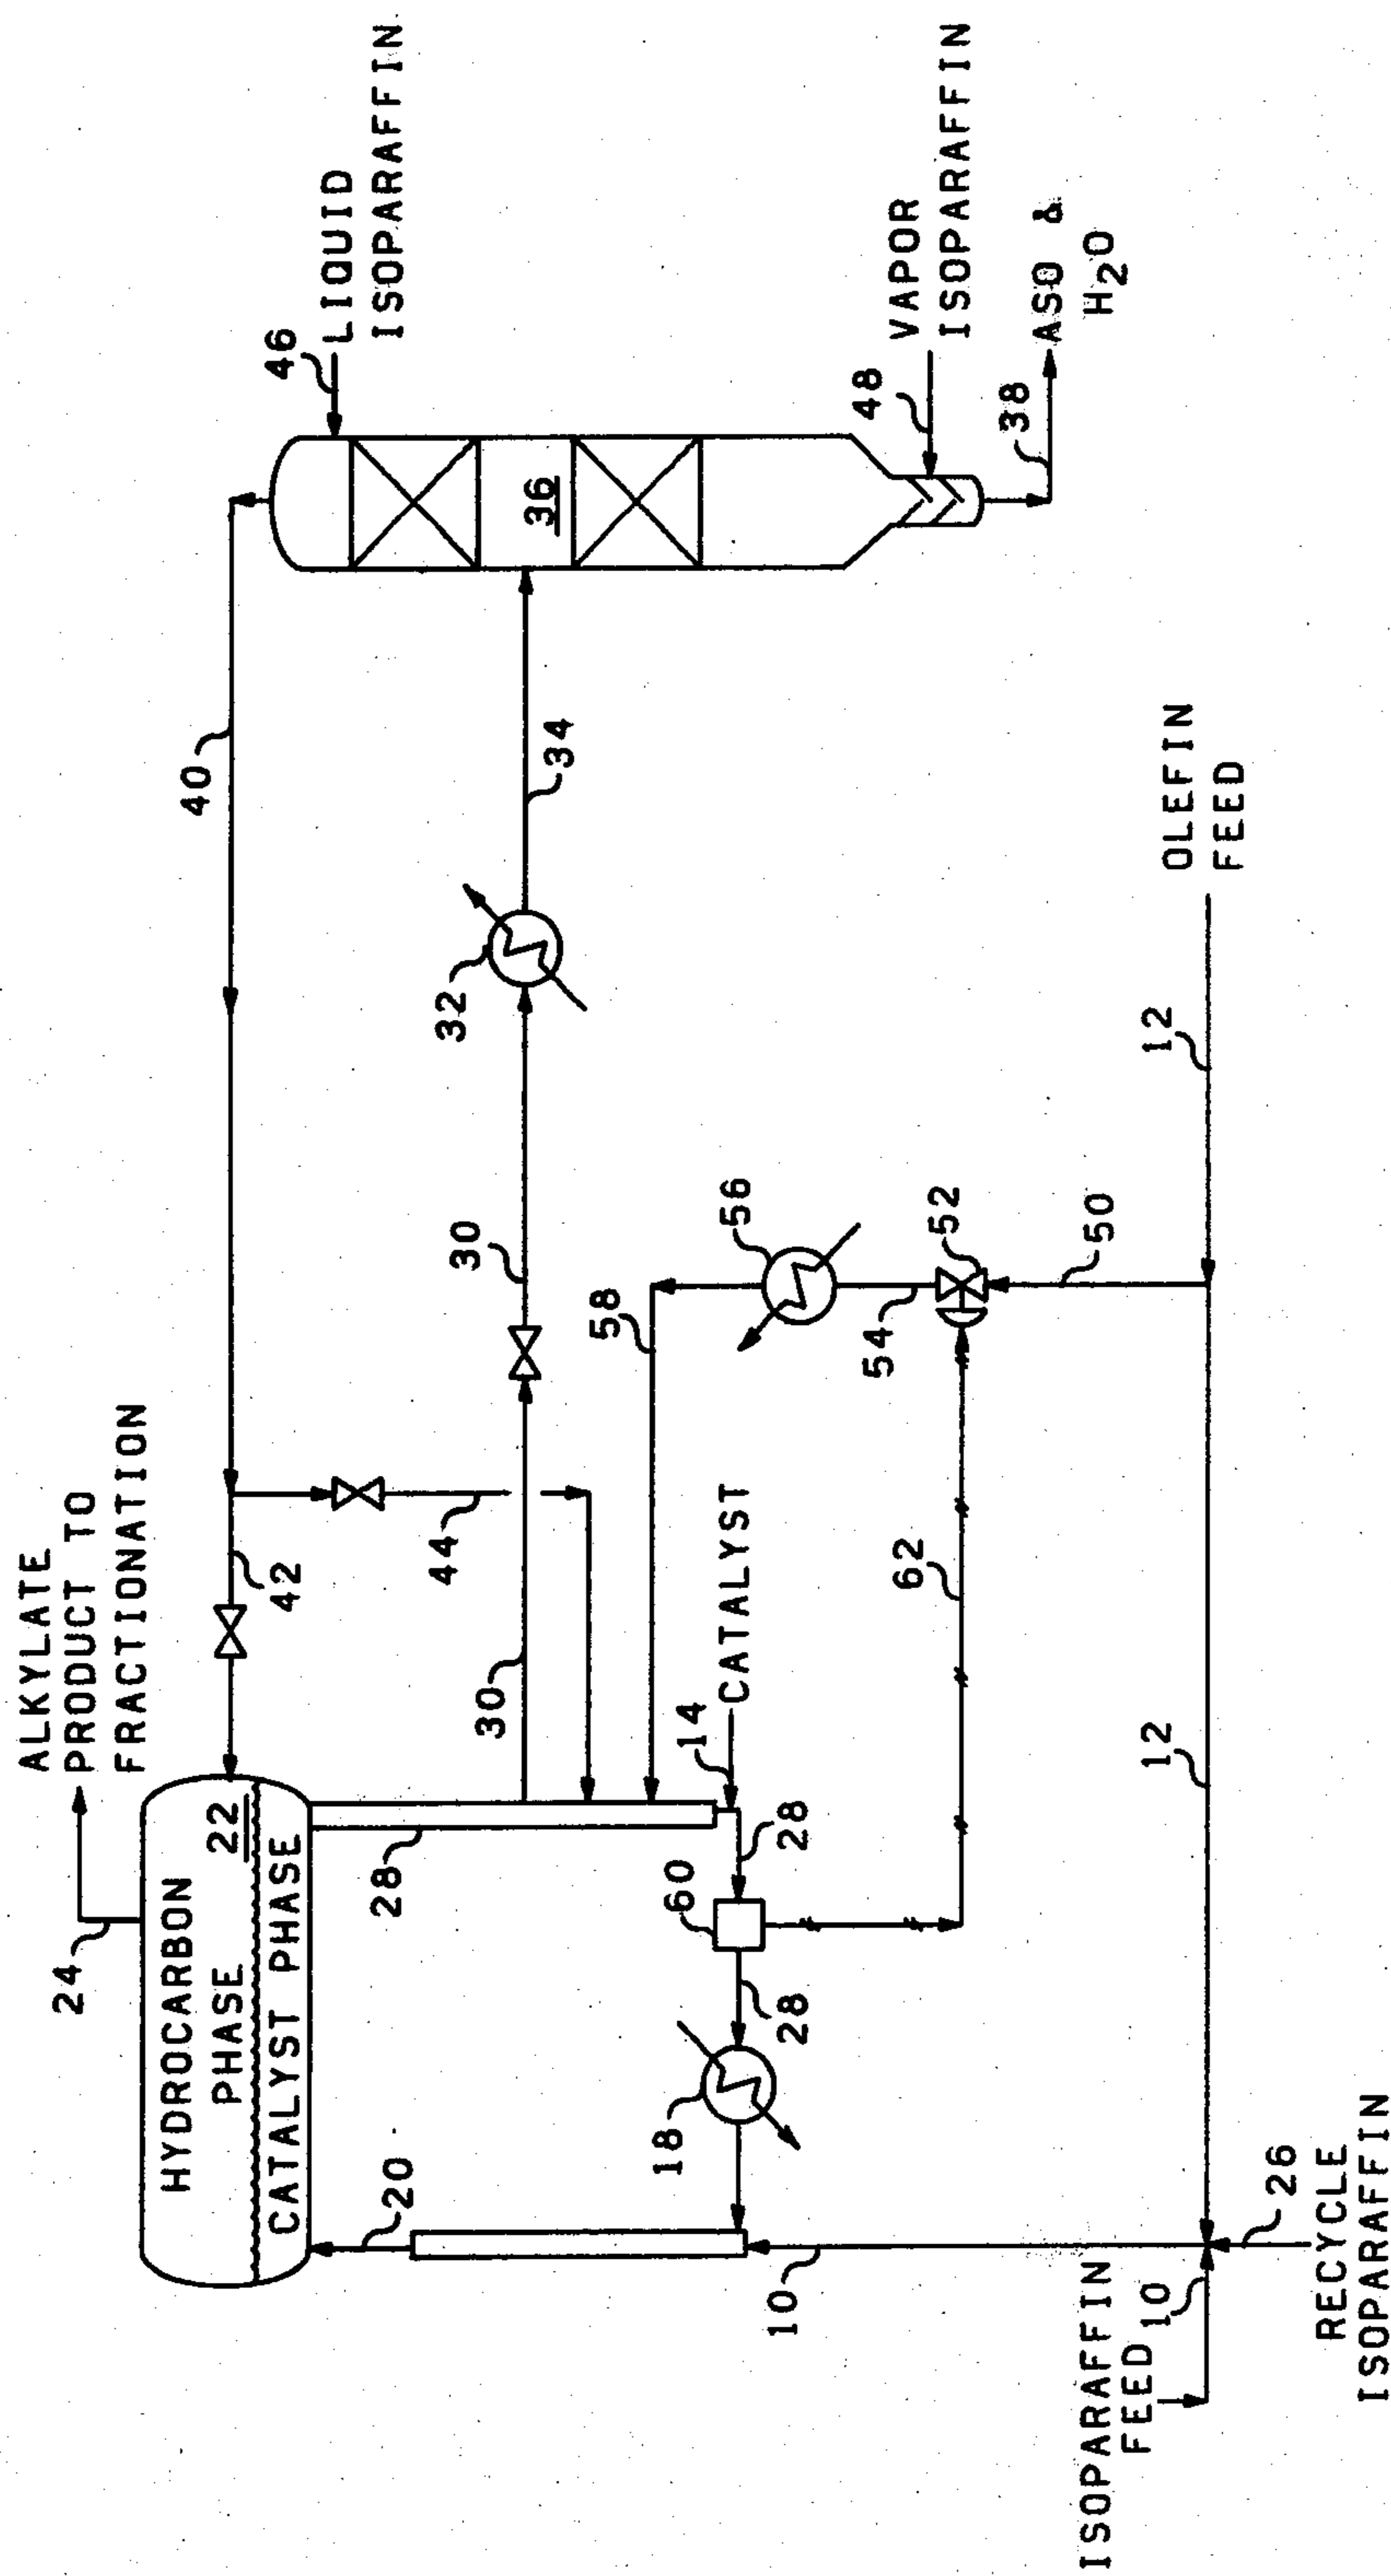 ALKYLATE
PRODUCT TO
FRACTIONATION
24
HYDROCARBON
PHASE
22
CATALYST PHASE
40
42
44
46
LIQUID
ISOPARAFFIN
20
28
30
30
32
34
36
58
56
14
CATALYST
18
28
60
28
62
54
52
50
48
VAPOR
ISOPARAFFIN
38
ASO &
H2O
10
ISOPARAFFIN
FEED
10
12
12
OLEFIN
FEED
26
RECYCLE
ISOPARAFFIN